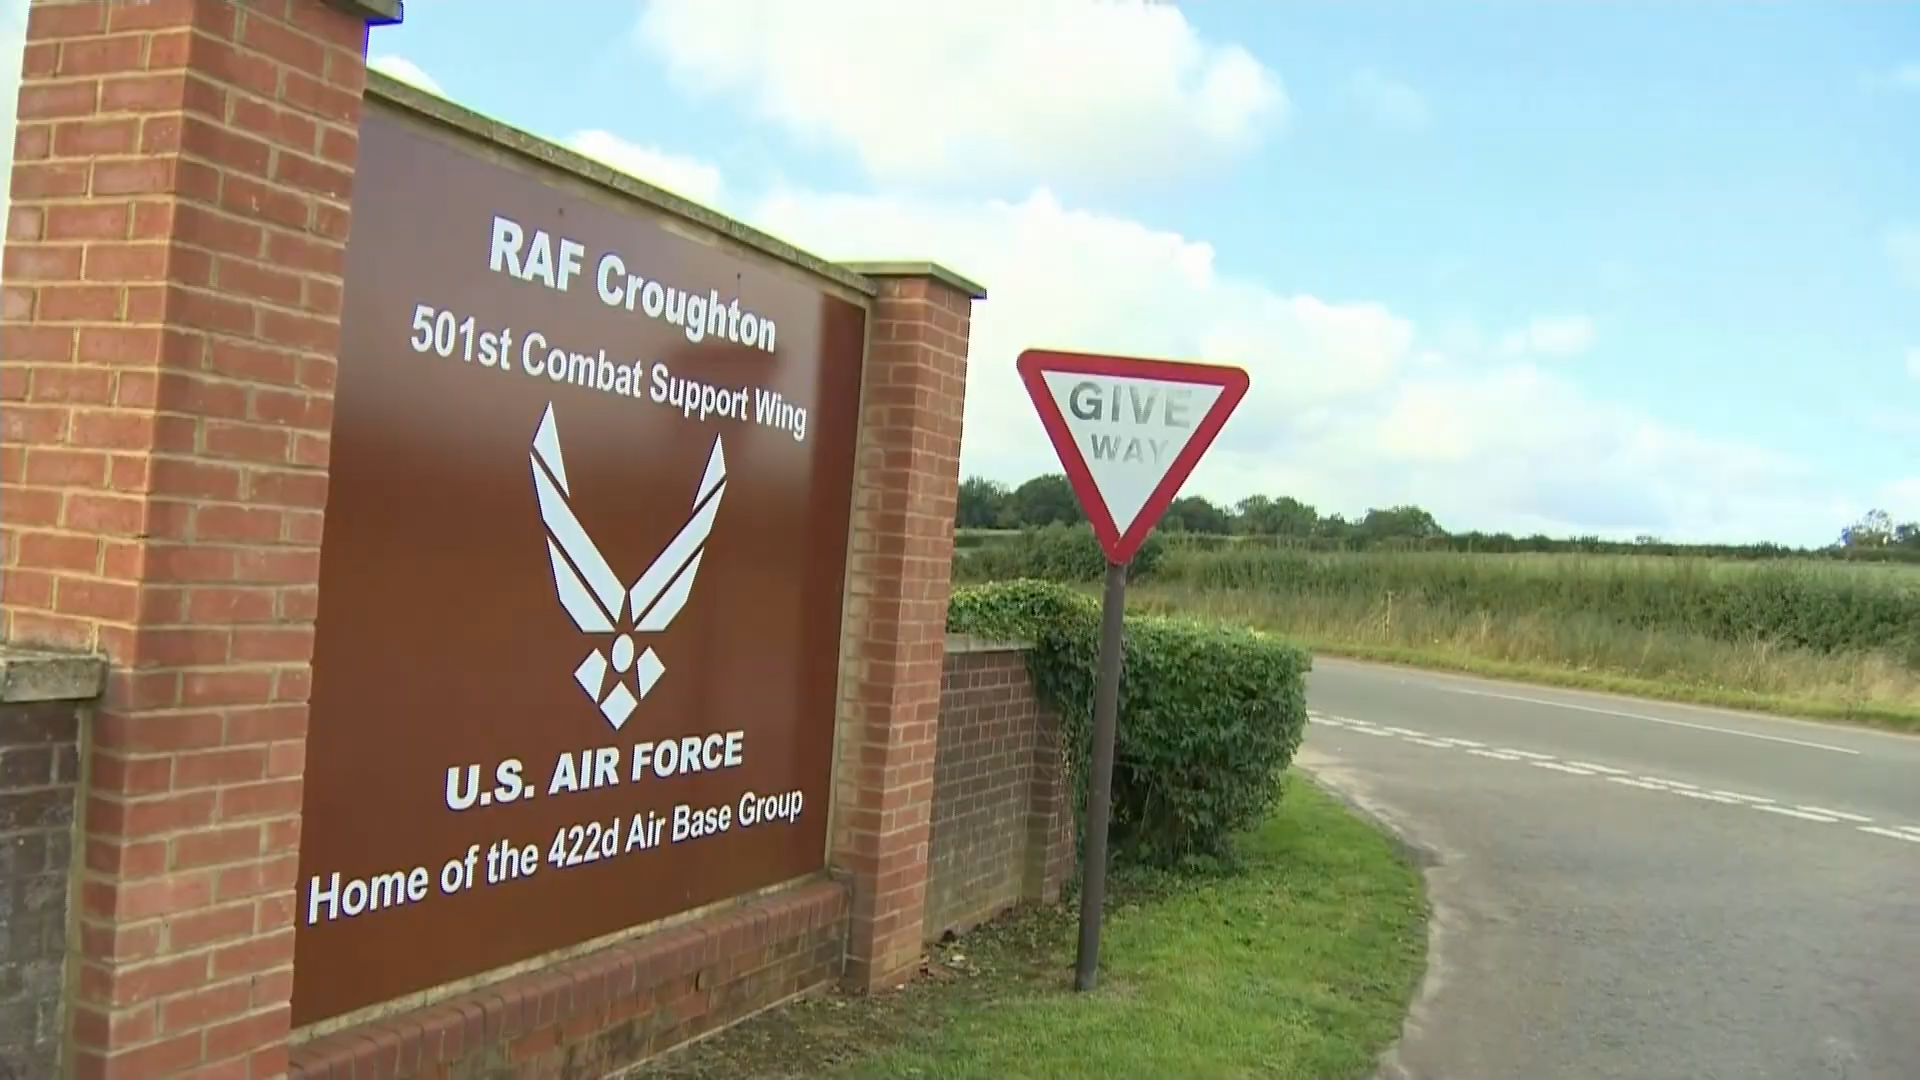 RAF Croughton
501st Combat Support Wing
U.S. AIR FORCE
Home of the 422d Air Base Group
GIVE
WAY